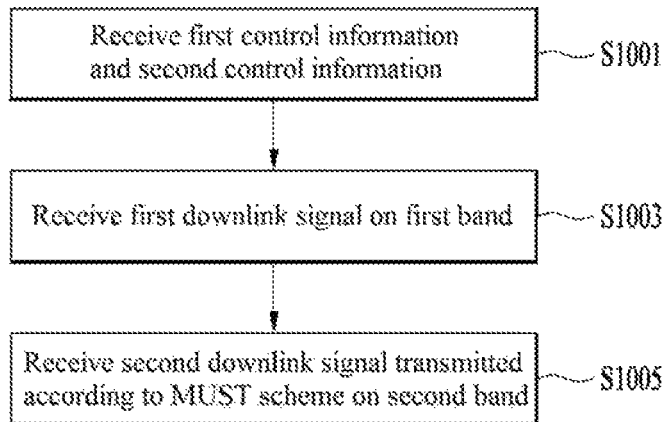 Receive first control information
and second control information
S1001
Receive first downlink signal on first band
S1003
Receive second downlink signal transmitted
according to MUST scheme on second band
S1005